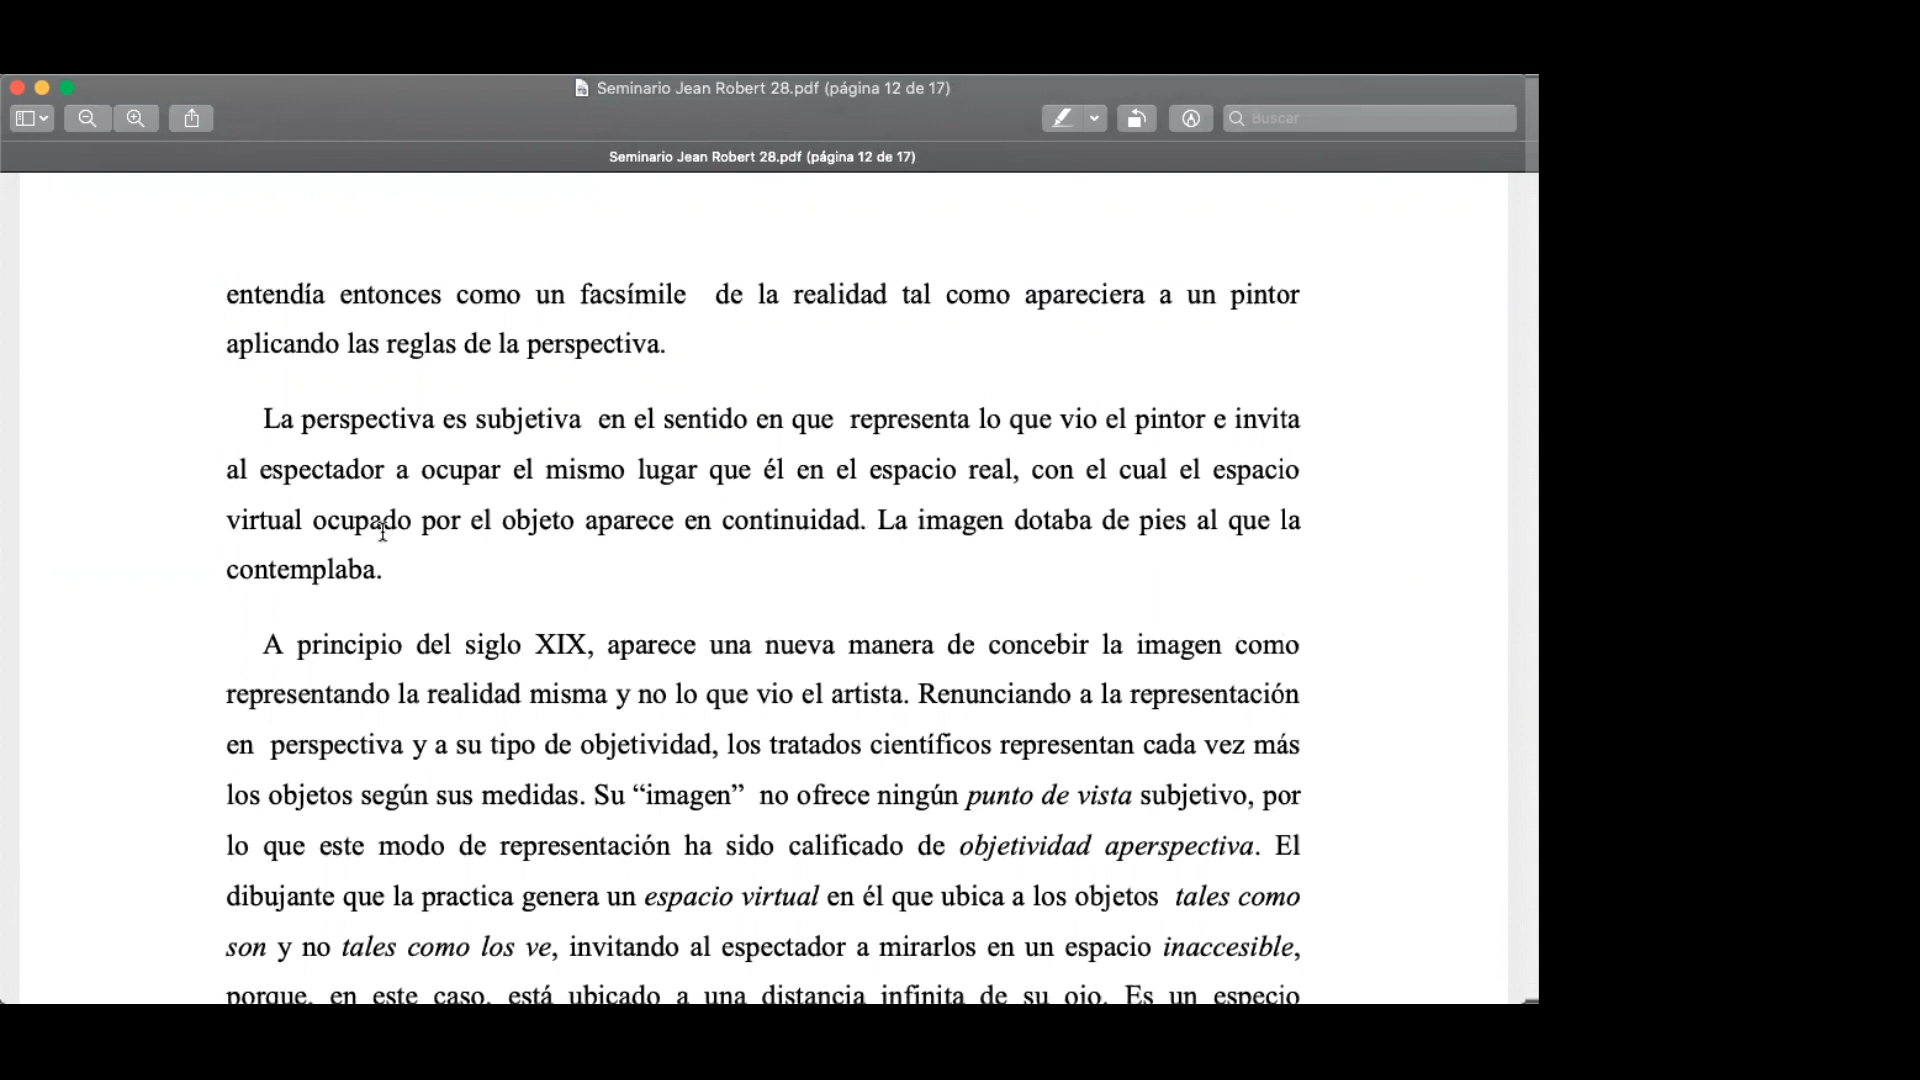 Seminario Jean Robert 28.pdf (página 12 de 17)
Buscar
Seminario Jean Robert 28.pdf (página 12 de 17)
entendía entonces como un facsímile de la realidad tal como apareciera a un pintor
aplicando las reglas de la perspectiva.
La perspectiva es subjetiva en el sentido en que representa lo que vio el pintor e invita
al espectador a ocupar el mismo lugar que él en el espacio real, con el cual el espacio
virtual ocupado por el objeto aparece en continuidad. La imagen dotaba de pies al que la
contemplaba.
A principio del siglo XIX, aparece una nueva manera de concebir la imagen como
representando la realidad misma y no lo que vio el artista. Renunciando a la representación
en perspectiva y a su tipo de objetividad, los tratados científicos representan cada vez más
los objetos según sus medidas. Su “imagen” no ofrece ningún punto de vista subjetivo, por
lo que este modo de representación ha sido calificado de objetividad aperspectiva. El
dibujante que la practica genera un espacio virtual en él que ubica a los objetos tales como
son y no tales como los ve, invitando al espectador a mirarlos en un espacio inaccesible,
porque, en este caso, está ubicado a una distancia infinita de su ojo. Es un especio